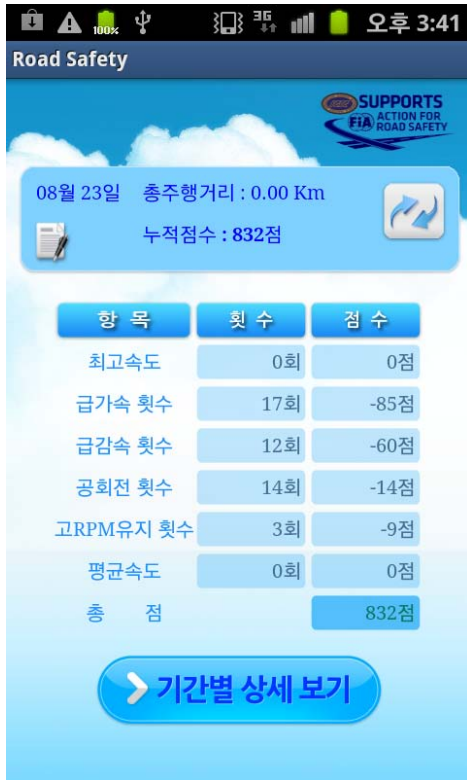 100%
3G
오후 3:41
Road Safety
SUPPORTS
FiA ACTION FOR
ROAD SAFETY
08월 23일 총주행거리 : 0.00 Km
누적점수 : 832점
항 목 횟 수 점 수
최고속도 0회 0점
급가속 횟수 17회 -85점
급감속 횟수 12회 -60점
공회전 횟수 14회 -14점
고RPM유지 횟수 3회 -9점
평균속도 0회 0점
총 점 832점
기간별 상세 보기